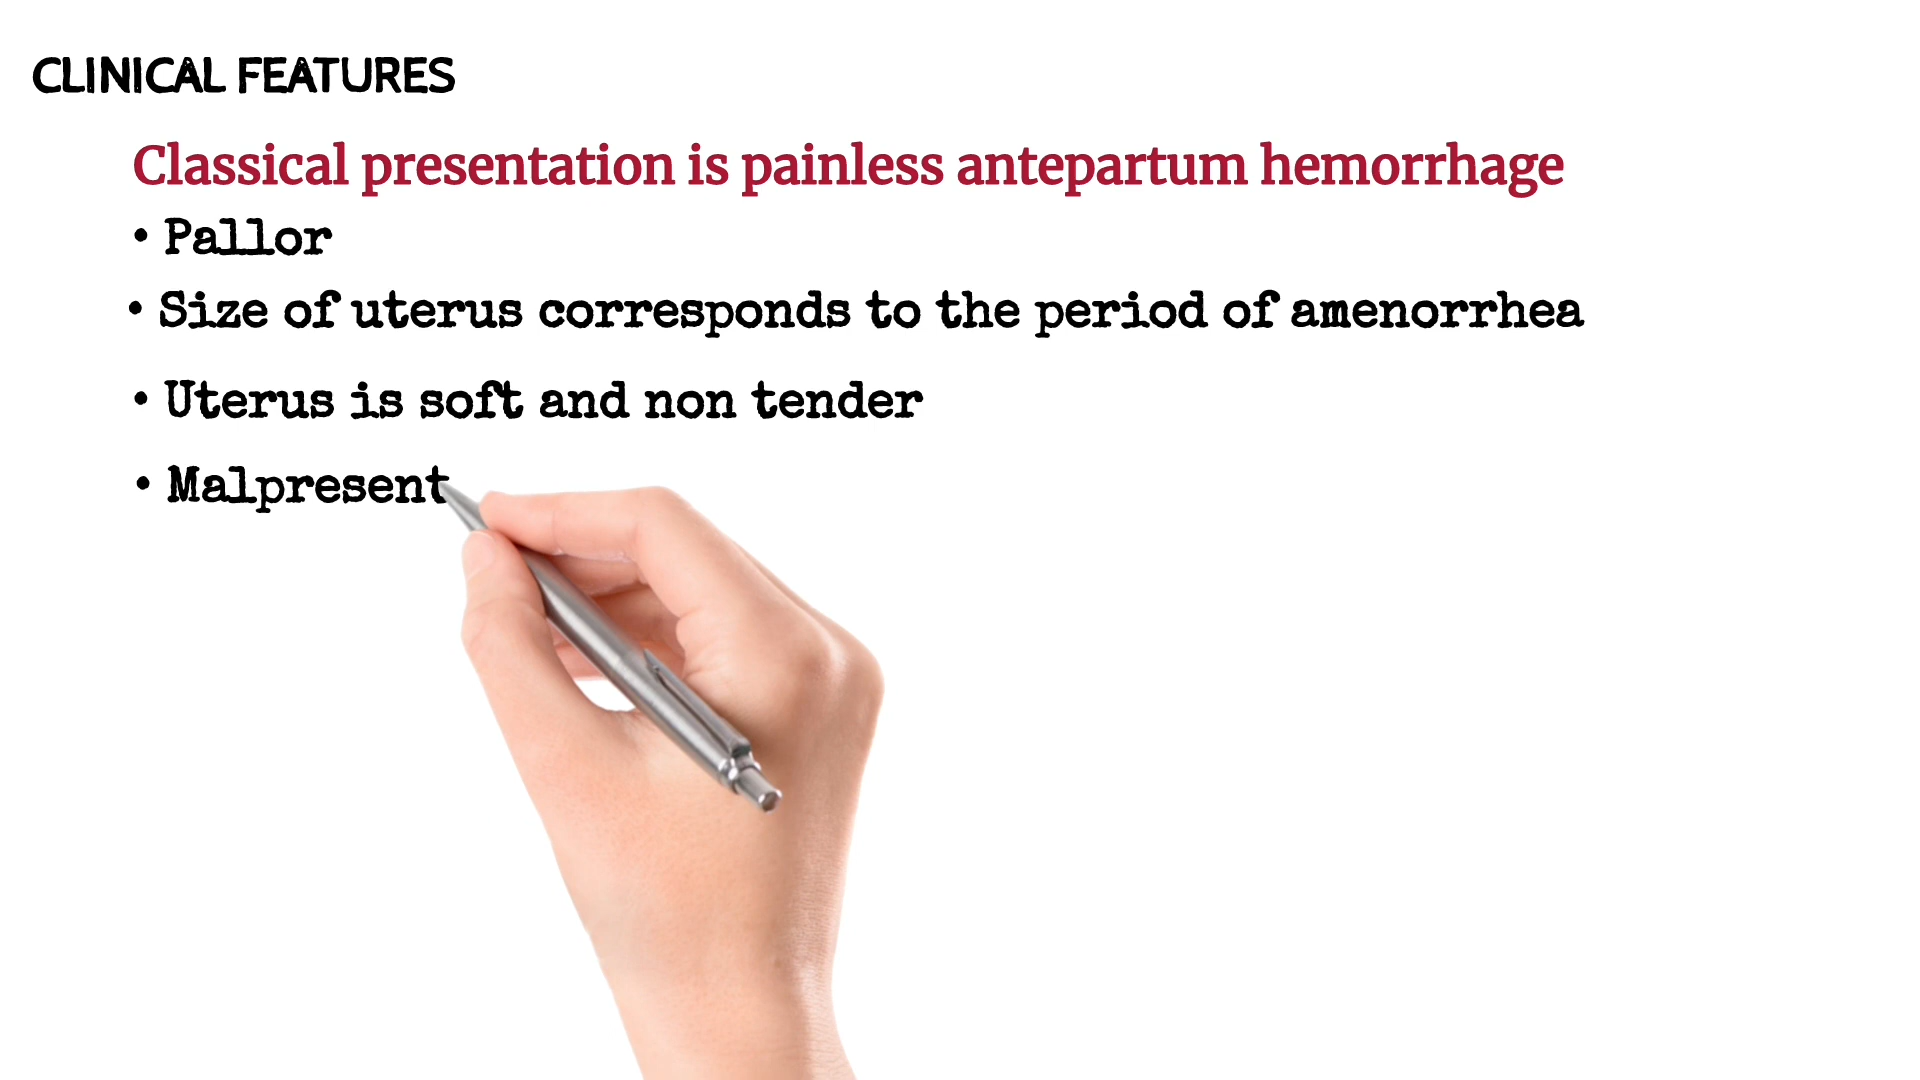 CLINICAL FEATURES
Classical presentation is painless antepartum hemorrhage
• Pallor
• Size of uterus corresponds to the period of amenorrhea
• Uterus is soft and non tender
• Malpresent